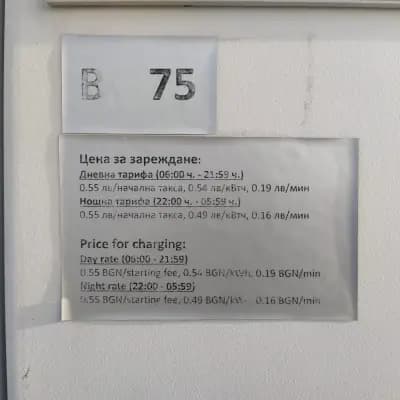 B 75
Цена за зареждане:
Дневна тарифа (06:00 ч. - 21:59 ч.)
0.55 лв/начална такса, 0.54 лв/кВтч, 0.19 лв/мин
Нощна тарифа (22:00 - 05:59 ч.)
0.55 лв/начална такса, 0.49 лв/кВтч, 0.16 лв/мин
Price for charging:
Day rate (06:00 - 21:59)
0.55 BGN/starting fee, 0.54 BGN/kWh, 0.19 BGN/min
Night rate (22:00 - 05:59)
0.55 BGN/starting fee, 0.49 BGN/kW 0.16 BGN/min